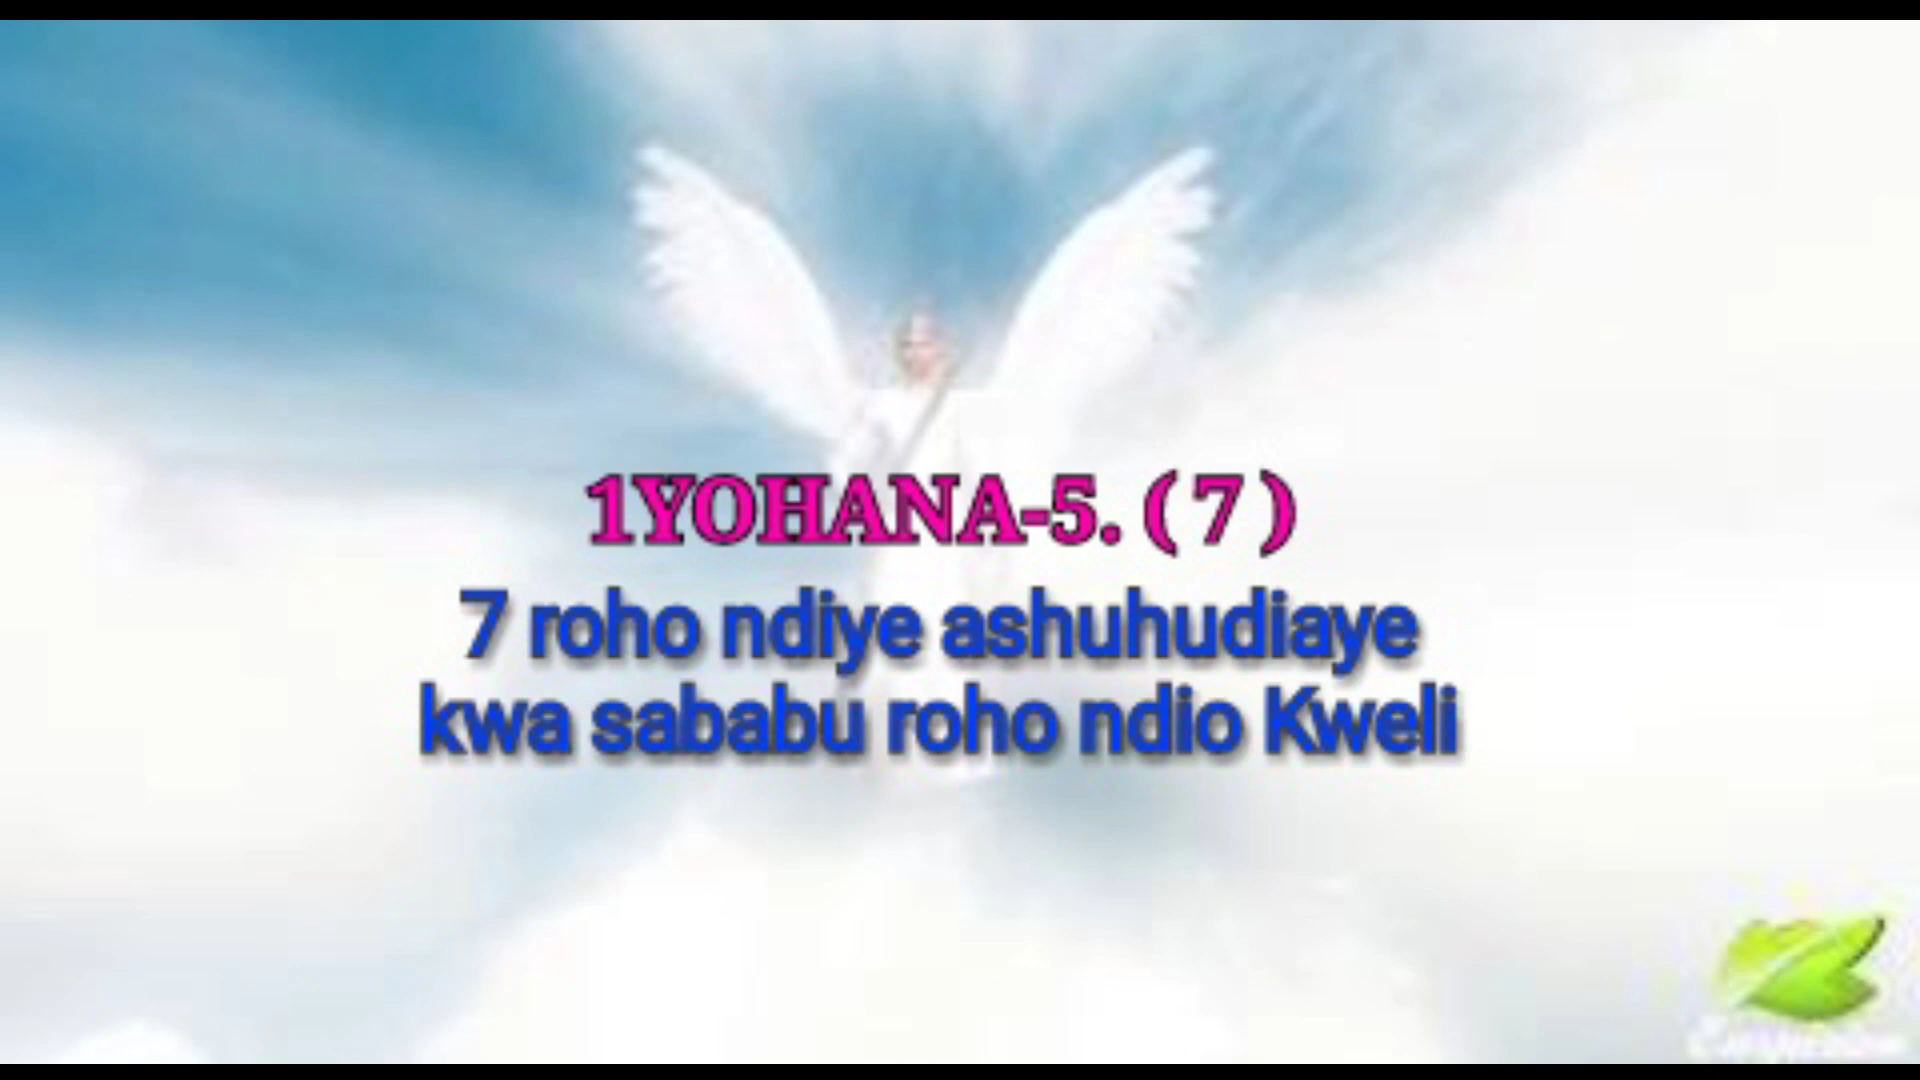 1YOHANA-5. ( 7 )
7 roho ndiye ashuhudiaye
kwa sababu roho ndio Kweli